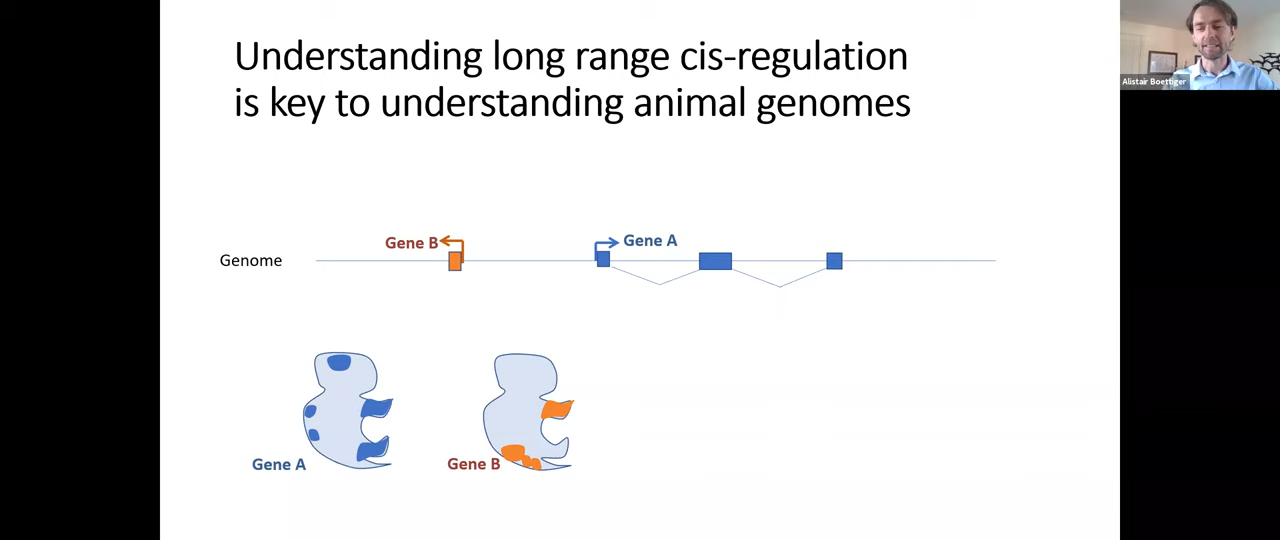 Understanding long range cis-regulation
is key to understanding animal genomes
Alistair Boettiger
Gene B
Gene A
Genome
Gene A
Gene B